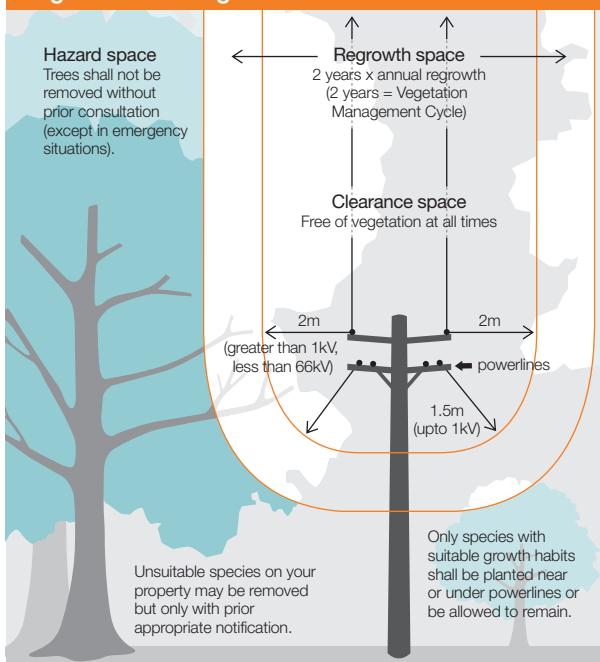 Hazard space
Trees shall not be
removed without
prior consultation
(except in emergency
situations).
Regrowth space
2 years x annual regrowth
(2 years = Vegetation
Management Cycle)
Clearance space
Free of vegetation at all times
2m
2m
(greater than 1kV,
less than 66kV)
powerlines
1.5m
(upto 1kV)
Unsuitable species on your
property may be removed
but only with prior
appropriate notification.
Only species with
suitable growth habits
shall be planted near
or under powerlines or
be allowed to remain.